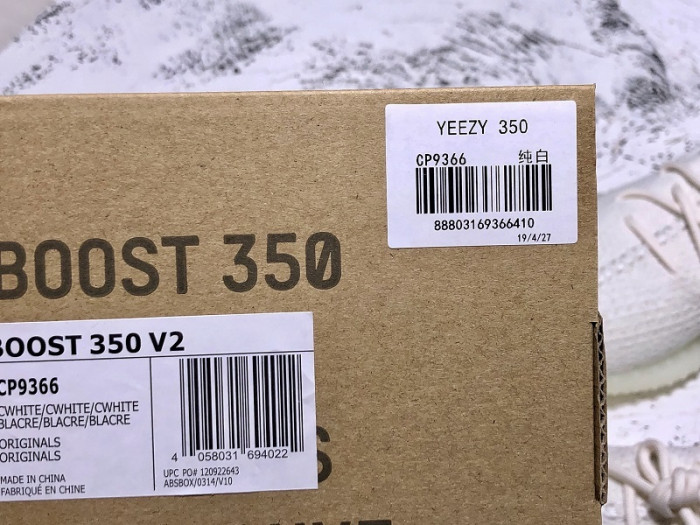 YEEZY 350
CP9366 纯白
88803169366410
19/4/27
BOOST 350
BOOST 350 V2
CP9366
CWHITE/CWHITE/CWHITE
BLACRE/BLACRE/BLACRE
ORIGINALS
ORIGINALS
MADE IN CHINA
FABRIQUÉ EN CHINE
4 058031 694022
UPC PO# 120922643
ABSBOX/0314/V10